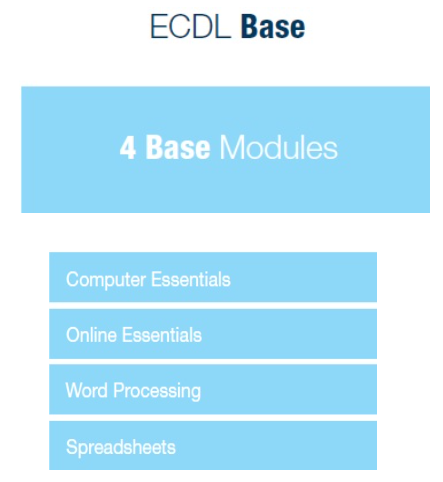 ECDL Base
4 Base Modules
Computer Essentials
Online Essentials
Word Processing
Spreadsheets